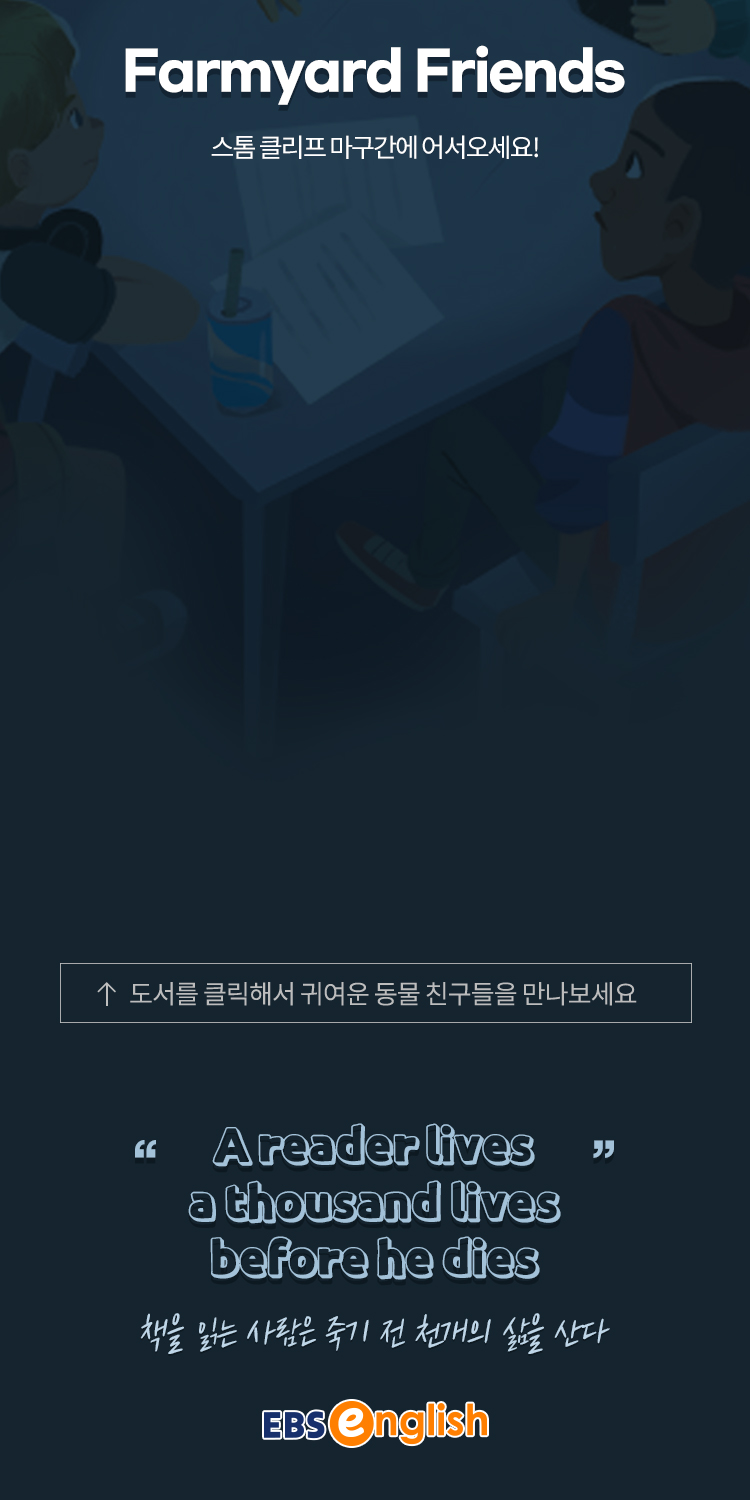 Farmyard Friends
스톰 클리프 마구간에 어서오세요!
↑ 도서를 클릭해서 귀여운 동물 친구들을 만나보세요
“ A reader lives ”
a thousand lives
before he dies
책을 읽는 사람은 죽기 전 천개의 삶을 산다
EBS english